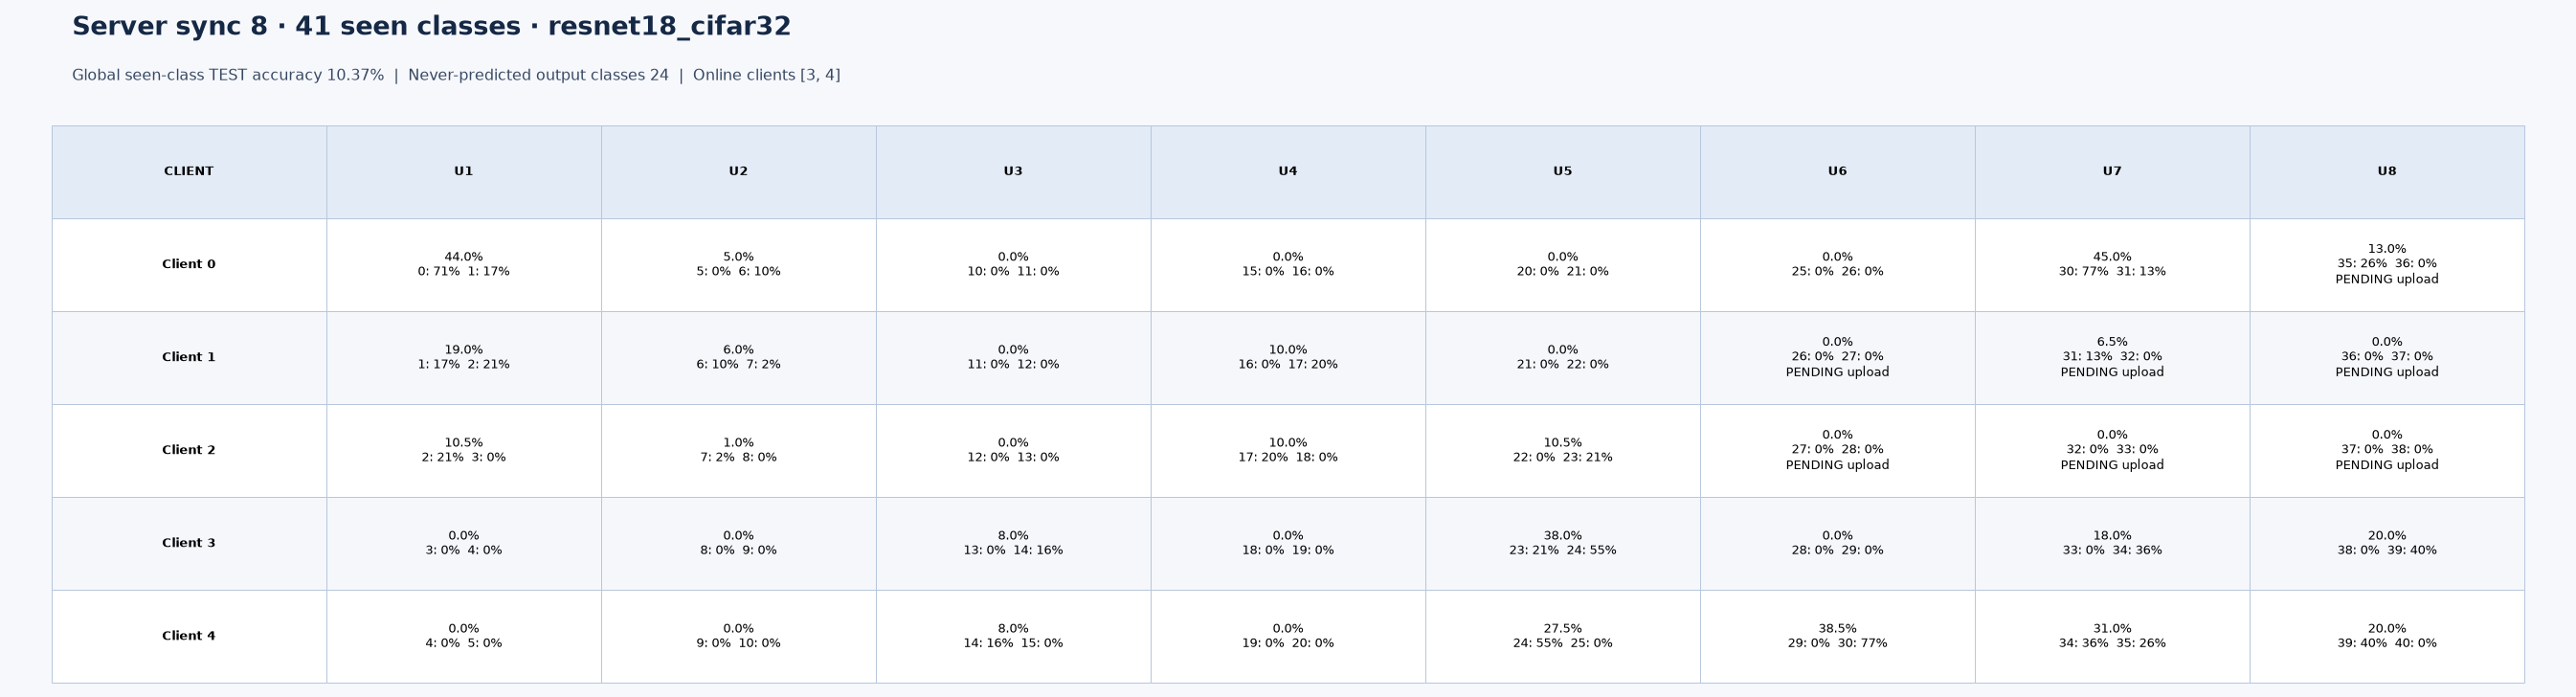 Server sync 8 · 41 seen classes · resnet18_cifar32
Global seen-class TEST accuracy 10.37% | Never-predicted output classes 24 | Online clients [3, 4]
CLIENT U1 U2 U3 U4 U5 U6 U7 U8
Client 0
44.0%
0: 71% 1: 17%
5.0%
5: 0% 6: 10%
0.0%
10: 0% 11: 0%
0.0%
15: 0% 16: 0%
0.0%
20: 0% 21: 0%
0.0%
25: 0% 26: 0%
45.0%
30: 77% 31: 13%
13.0%
35: 26% 36: 0%
PENDING upload
Client 1
19.0%
1: 17% 2: 21%
6.0%
6: 10% 7: 2%
0.0%
11: 0% 12: 0%
10.0%
16: 0% 17: 20%
0.0%
21: 0% 22: 0%
0.0%
26: 0% 27: 0%
PENDING upload
6.5%
31: 13% 32: 0%
PENDING upload
0.0%
36: 0% 37: 0%
PENDING upload
Client 2
10.5%
2: 21% 3: 0%
1.0%
7: 2% 8: 0%
0.0%
12: 0% 13: 0%
10.0%
17: 20% 18: 0%
10.5%
22: 0% 23: 21%
0.0%
27: 0% 28: 0%
PENDING upload
0.0%
32: 0% 33: 0%
PENDING upload
0.0%
37: 0% 38: 0%
PENDING upload
Client 3
0.0%
3: 0% 4: 0%
0.0%
8: 0% 9: 0%
8.0%
13: 0% 14: 16%
0.0%
18: 0% 19: 0%
38.0%
23: 21% 24: 55%
0.0%
28: 0% 29: 0%
18.0%
33: 0% 34: 36%
20.0%
38: 0% 39: 40%
Client 4
0.0%
4: 0% 5: 0%
0.0%
9: 0% 10: 0%
8.0%
14: 16% 15: 0%
0.0%
19: 0% 20: 0%
27.5%
24: 55% 25: 0%
38.5%
29: 0% 30: 77%
31.0%
34: 36% 35: 26%
20.0%
39: 40% 40: 0%